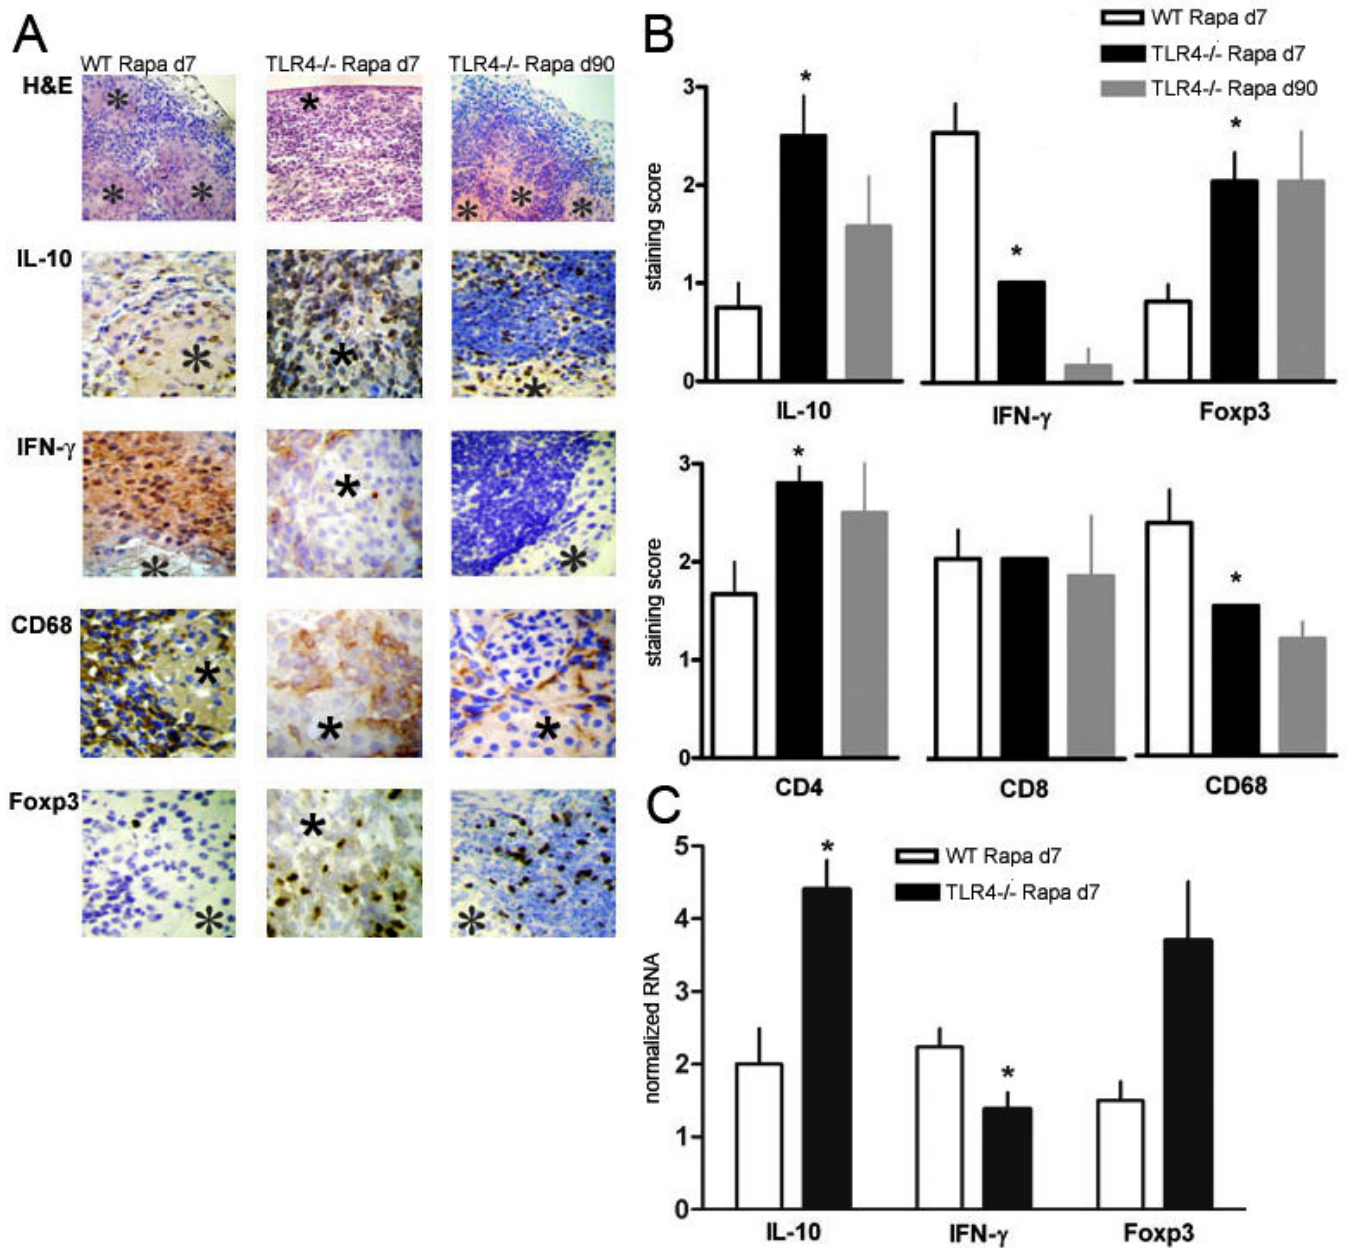 A
WT Rapa d7
TLR4-/- Rapa d7
TLR4-/- Rapa d90
H&E
*
*
*
*
*
*
*
IL-10
*
*
*
IFN-γ
*
*
*
CD68
*
*
*
Foxp3
*
*
*
B
WT Rapa d7
TLR4-/- Rapa d7
TLR4-/- Rapa d90
staining score
3
2
1
0
*
*
*
IL-10
IFN-γ
Foxp3
staining score
3
2
1
0
*
*
CD4
CD8
CD68
C
WT Rapa d7
TLR4-/- Rapa d7
normalized RNA
5
4
3
2
1
0
*
*
IL-10
IFN-γ
Foxp3